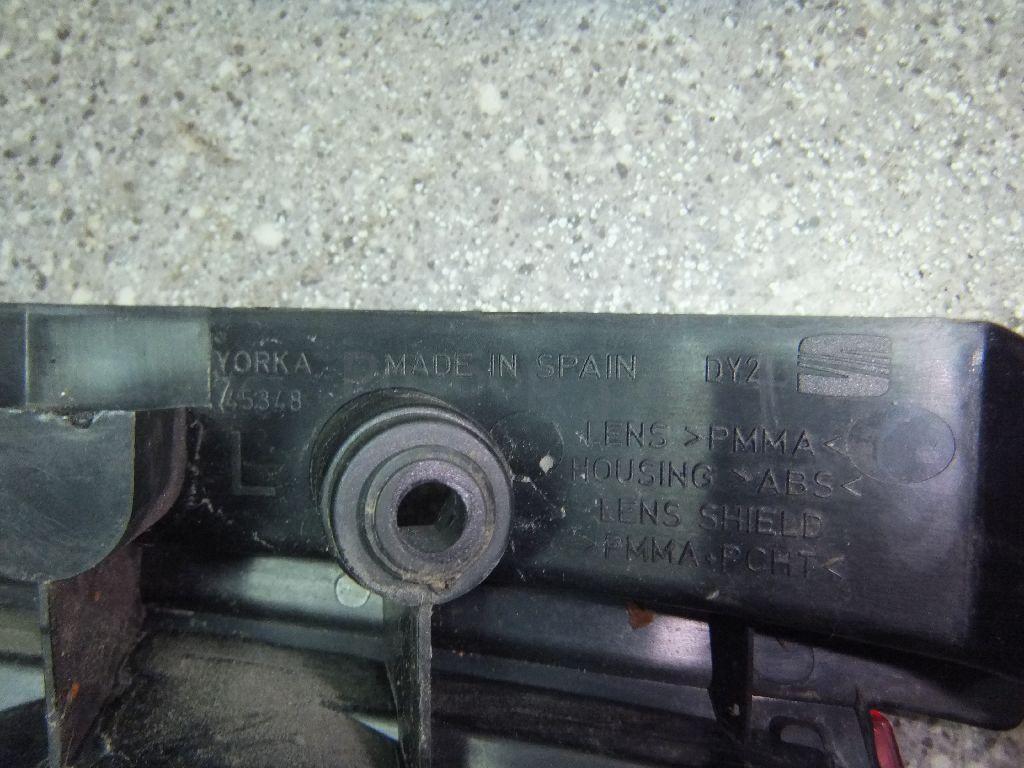 YORKA MADE IN SPAIN DY2
45348
L
LENS >PMMA<
HOUSING >ABS<
LENS SHIELD
>PMMA+PCHT<